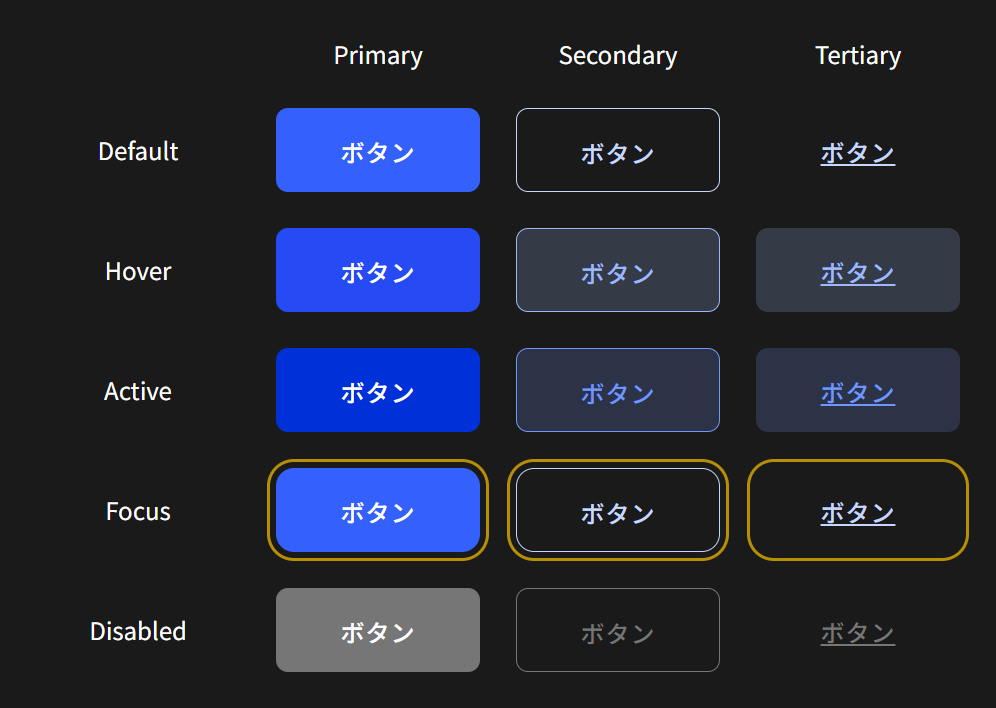 Primary Secondary Tertiary
Default ボタン ボタン ボタン
Hover ボタン ボタン ボタン
Active ボタン ボタン ボタン
Focus ボタン ボタン ボタン
Disabled ボタン ボタン ボタン